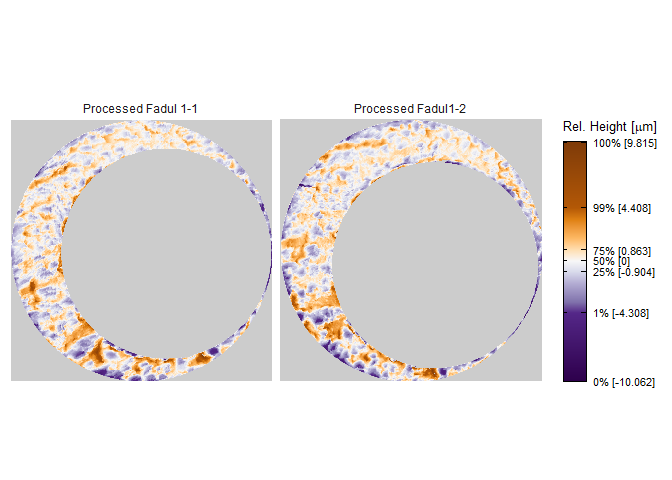 Processed Fadul 1-1
Processed Fadul1-2
Rel. Height [μm]
100% [9.815]
99% [4.408]
75% [0.863]
50% [0]
25% [-0.904]
1% [-4.308]
0% [-10.062]